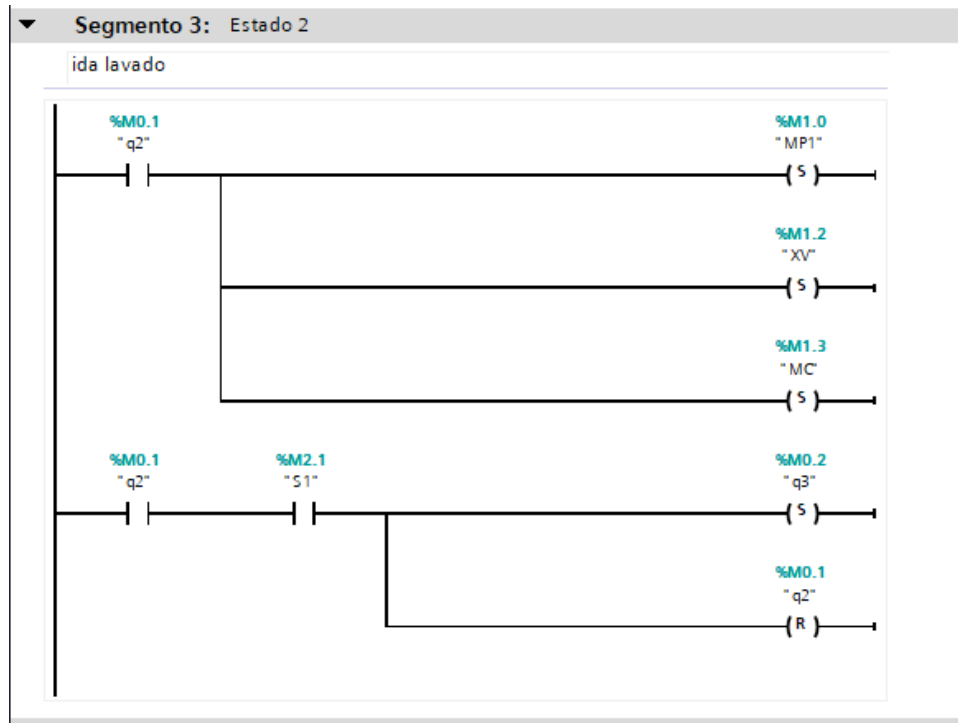 Segmento 3: Estado 2
ida lavado
%M0.1 %M1.0
"q2" "MP1"
S
%M1.2
"XV"
S
%M1.3
"MC"
S
%M0.1 %M2.1 %M0.2
"q2" "S1" "q3"
S
%M0.1
"q2"
R